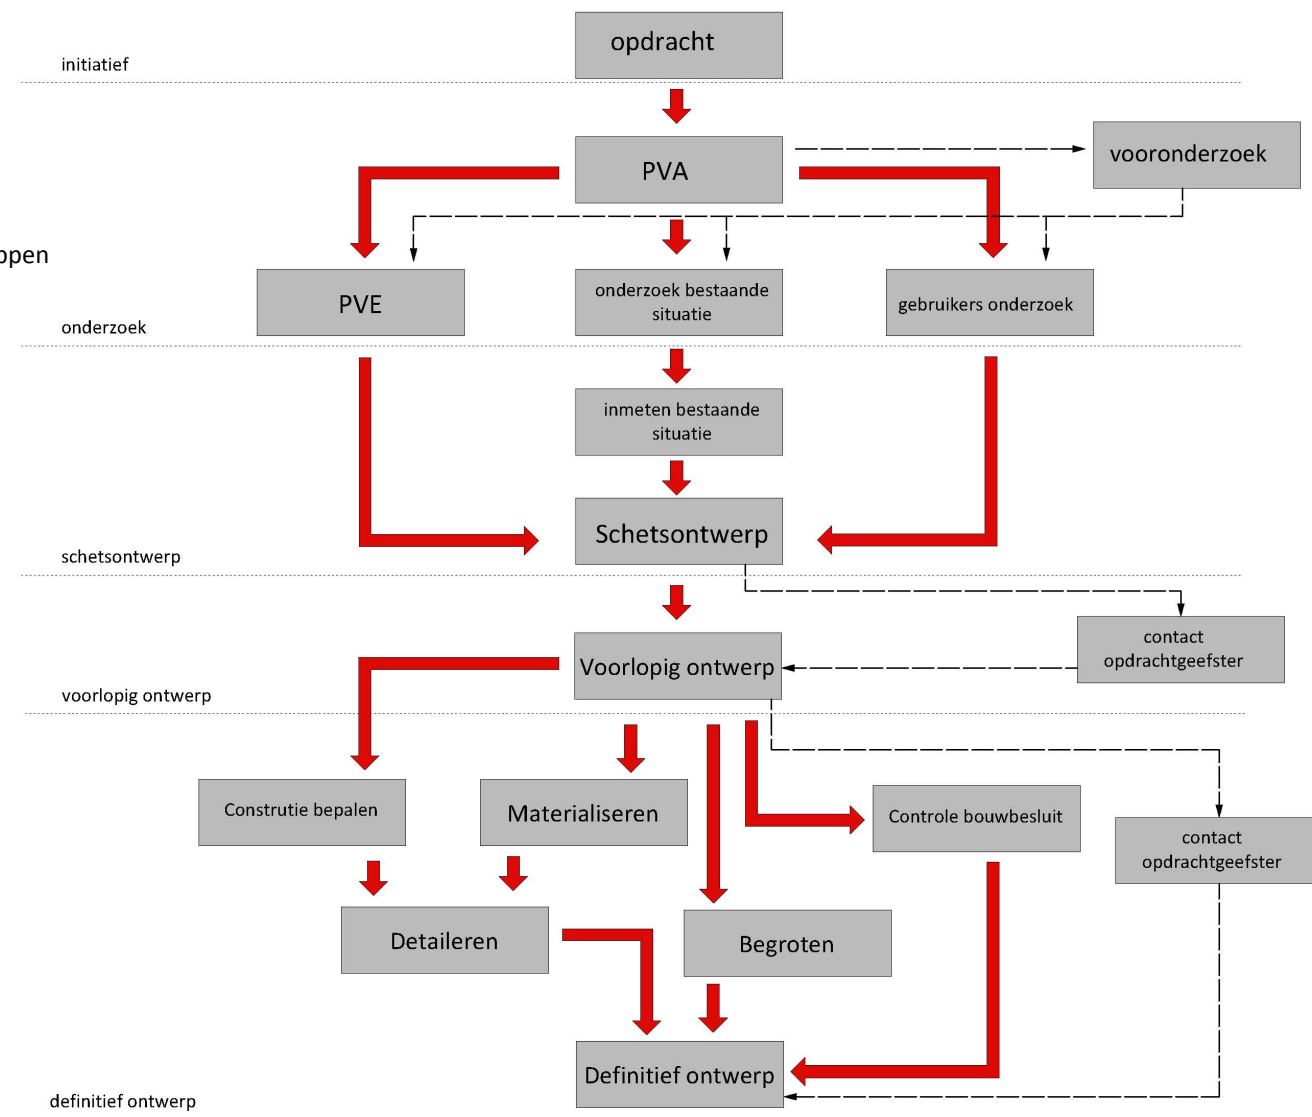 opdracht
initiatief
PVA
vooronderzoek
ppen
PVE
onderzoek bestaande
situatie
gebruikers onderzoek
onderzoek
inmeten bestaande
situatie
Schetsontwerp
schetsontwerp
contact
opdrachtgeefster
Voorlopig ontwerp
voorlopig ontwerp
Construtie bepalen
Materialiseren
Controle bouwbesluit
contact
opdrachtgeefster
Detaileren
Begroten
Definitief ontwerp
definitief ontwerp